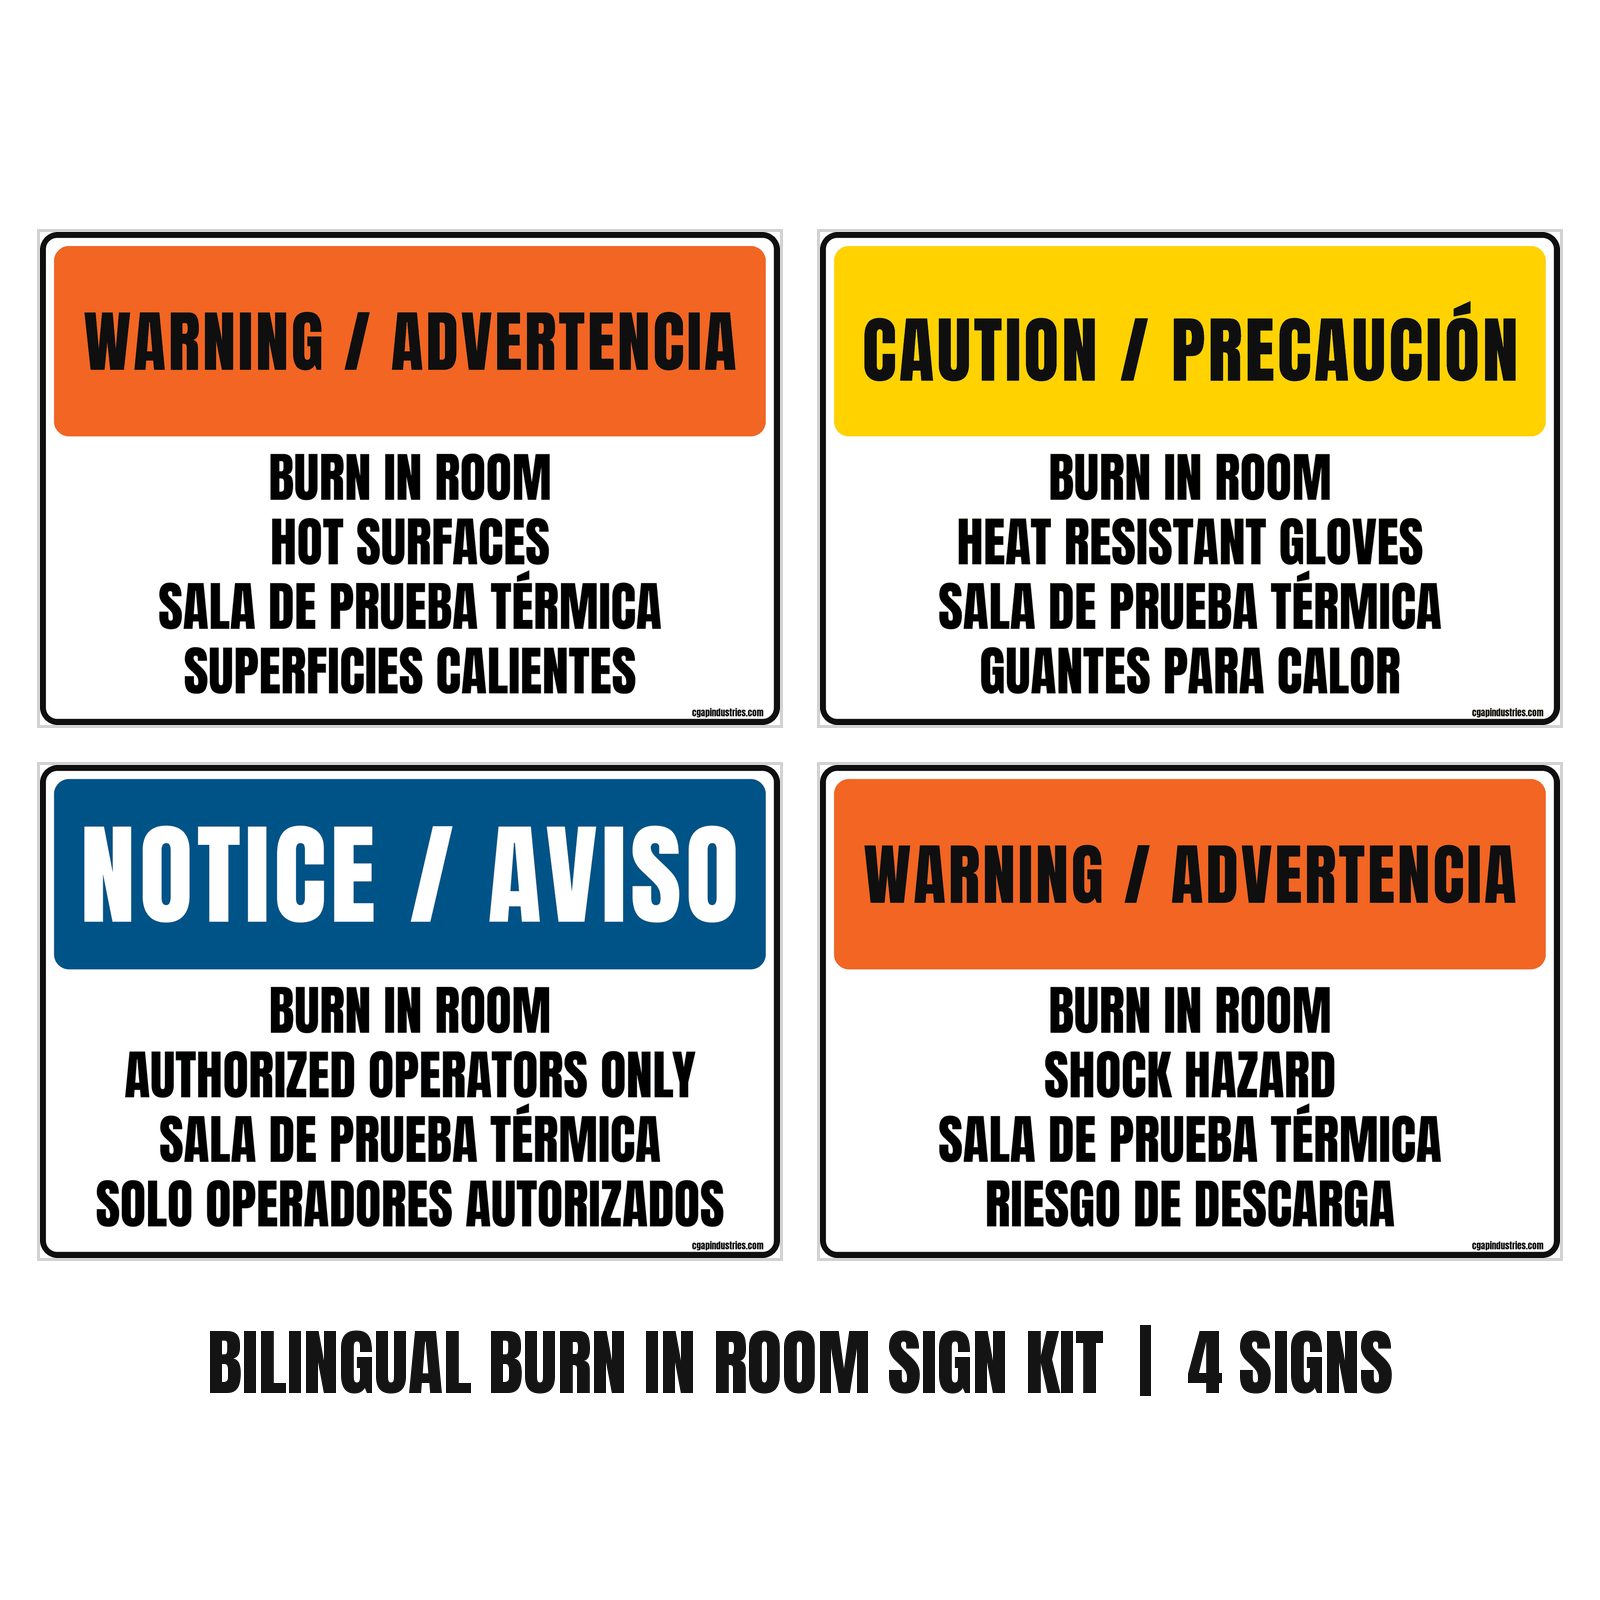 WARNING / ADVERTENCIA
BURN IN ROOM
HOT SURFACES
SALA DE PRUEBA TÉRMICA
SUPERFICIES CALIENTES
cgapindustries.com
CAUTION / PRECAUCIÓN
BURN IN ROOM
HEAT RESISTANT GLOVES
SALA DE PRUEBA TÉRMICA
GUANTES PARA CALOR
cgapindustries.com
NOTICE / AVISO
BURN IN ROOM
AUTHORIZED OPERATORS ONLY
SALA DE PRUEBA TÉRMICA
SOLO OPERADORES AUTORIZADOS
cgapindustries.com
WARNING / ADVERTENCIA
BURN IN ROOM
SHOCK HAZARD
SALA DE PRUEBA TÉRMICA
RIESGO DE DESCARGA
cgapindustries.com
BILINGUAL BURN IN ROOM SIGN KIT | 4 SIGNS